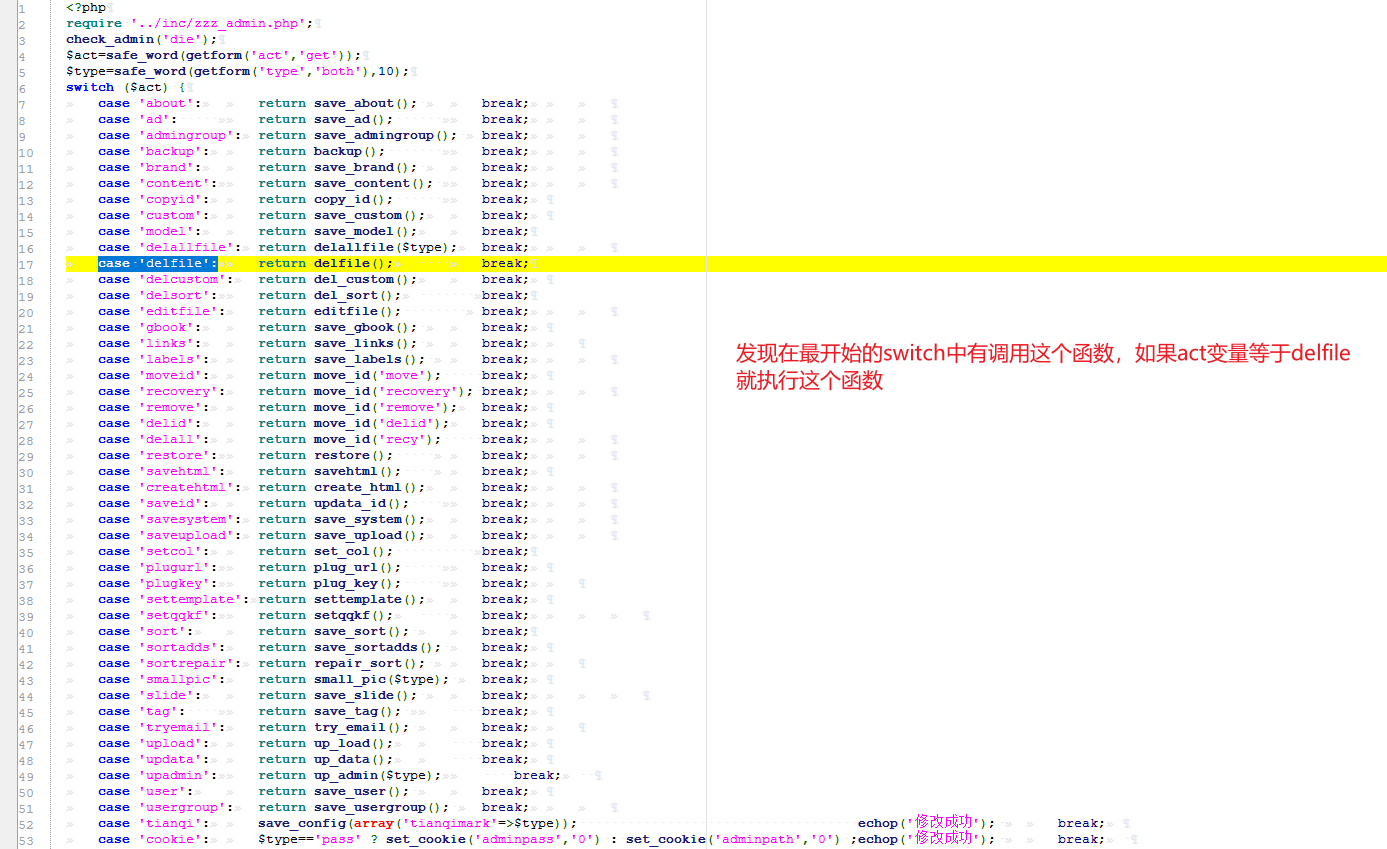 1 <?php
2 require '../inc/zzz_admin.php';
3 check_admin('die');
4 $act=safe_word(getform('act','get'));
5 $type=safe_word(getform('type','both'),10);
6 switch ($act) {
7 case 'about': return save_about(); break;
8 case 'ad': return save_ad(); break;
9 case 'admingroup': return save_admingroup(); break;
10 case 'backup': return backup(); break;
11 case 'brand': return save_brand(); break;
12 case 'content': return save_content(); break;
13 case 'copyid': return copy_id(); break;
14 case 'custom': return save_custom(); break;
15 case 'model': return save_model(); break;
16 case 'delallfile': return delallfile($type); break;
17 case 'delfile': return delfile(); break;
18 case 'delcustom': return del_custom(); break;
19 case 'delsort': return del_sort(); break;
20 case 'editfile': return editfile(); break;
21 case 'gbook': return save_gbook(); break;
22 case 'links': return save_links(); break;
23 case 'labels': return save_labels(); break;
发现在最开始的switch中有调用这个函数，如果act变量等于delfile
就执行这个函数
24 case 'moveid': return move_id('move'); break;
25 case 'recovery': return move_id('recovery'); break;
26 case 'remove': return move_id('remove'); break;
27 case 'delid': return move_id('delid'); break;
28 case 'delall': return move_id('recy'); break;
29 case 'restore': return restore(); break;
30 case 'savehtml': return savehtml(); break;
31 case 'createhtml': return create_html(); break;
32 case 'saveid': return updata_id(); break;
33 case 'savesystem': return save_system(); break;
34 case 'saveupload': return save_upload(); break;
35 case 'setcol': return set_col(); break;
36 case 'plugurl': return plug_url(); break;
37 case 'plugkey': return plug_key(); break;
38 case 'settemplate': return settemplate(); break;
39 case 'setqqkf': return setqqkf(); break;
40 case 'sort': return save_sort(); break;
41 case 'sortadds': return save_sortadds(); break;
42 case 'sortrepair': return repair_sort(); break;
43 case 'smallpic': return small_pic($type); break;
44 case 'slide': return save_slide(); break;
45 case 'tag': return save_tag(); break;
46 case 'tryemail': return try_email(); break;
47 case 'upload': return up_load(); break;
48 case 'updata': return up_data(); break;
49 case 'upadmin': return up_admin($type); break;
50 case 'user': return save_user(); break;
51 case 'usergroup': return save_usergroup(); break;
52 case 'tianqi': save_config(array('tianqimark'=>$type)); echop('修改成功'); break;
53 case 'cookie': $type=='pass' ? set_cookie('adminpass','0') : set_cookie('adminpath','0') ;echop('修改成功'); break;